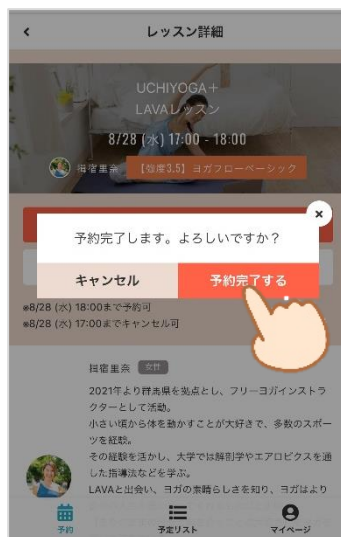 レッスン詳細
UCHIYOGA+
LAVAレッスン
8/28 (水) 17:00 - 18:00
指宿里奈 【強度3.5】ヨガフローベーシック
予約完了します。よろしいですか?
キャンセル 予約完了する
※8/28 (水) 18:00まで予約可
※8/28 (水) 17:00までキャンセル可
指宿里奈 女性
2021年より群馬県を拠点とし、フリーヨガインストラ
クターとして活動。
小さい頃から体を動かすことが大好きで、多数のスポー
ツを経験。
その経験を活かし、大学では解剖学やエアロビクスを通
した指導法などを学ぶ。
LAVAと出会い、ヨガの素晴らしさを知り、ヨガはより
予約 予定リスト マイページ